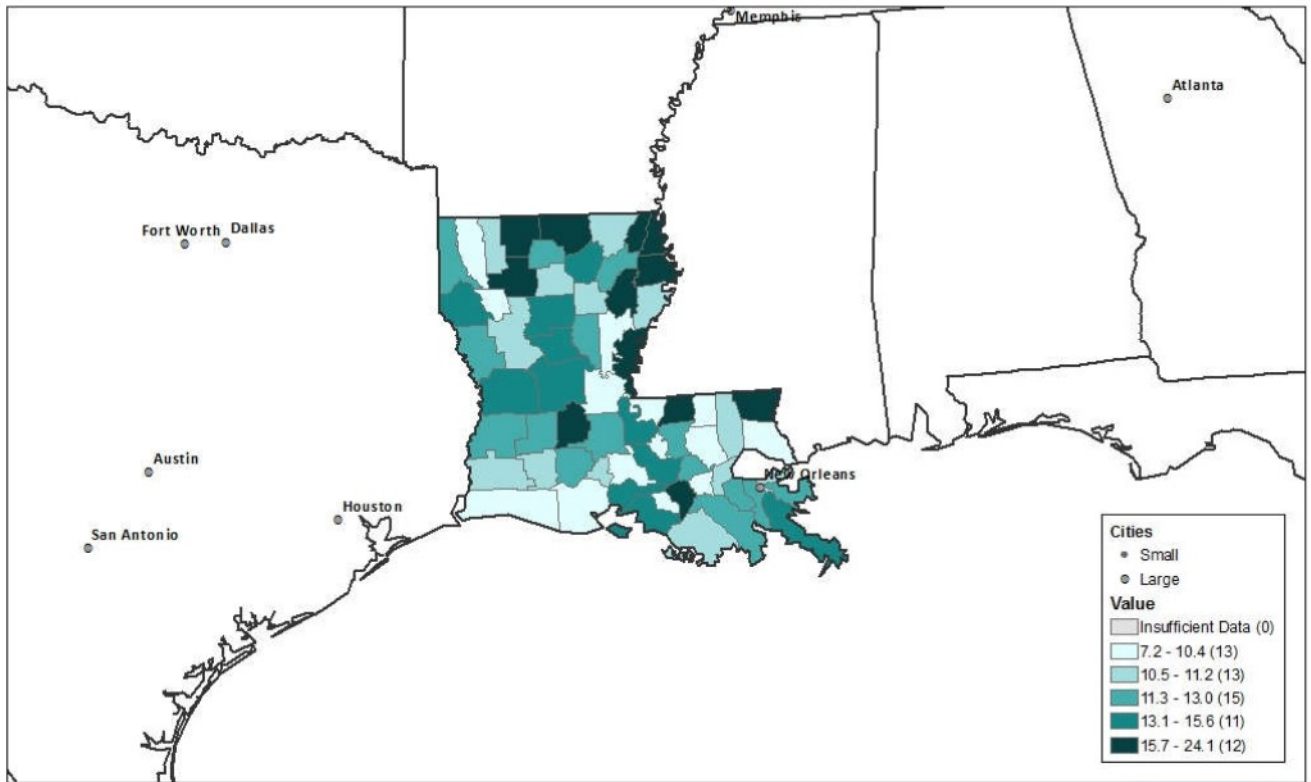 Memphis
Atlanta
Fort Worth
Dallas
Austin
New Orleans
Houston
San Antonio
Cities
Small
Large
Value
Insufficient Data (0)
7.2 - 10.4 (13)
10.5 - 11.2 (13)
11.3 - 13.0 (15)
13.1 - 15.6 (11)
15.7 - 24.1 (12)